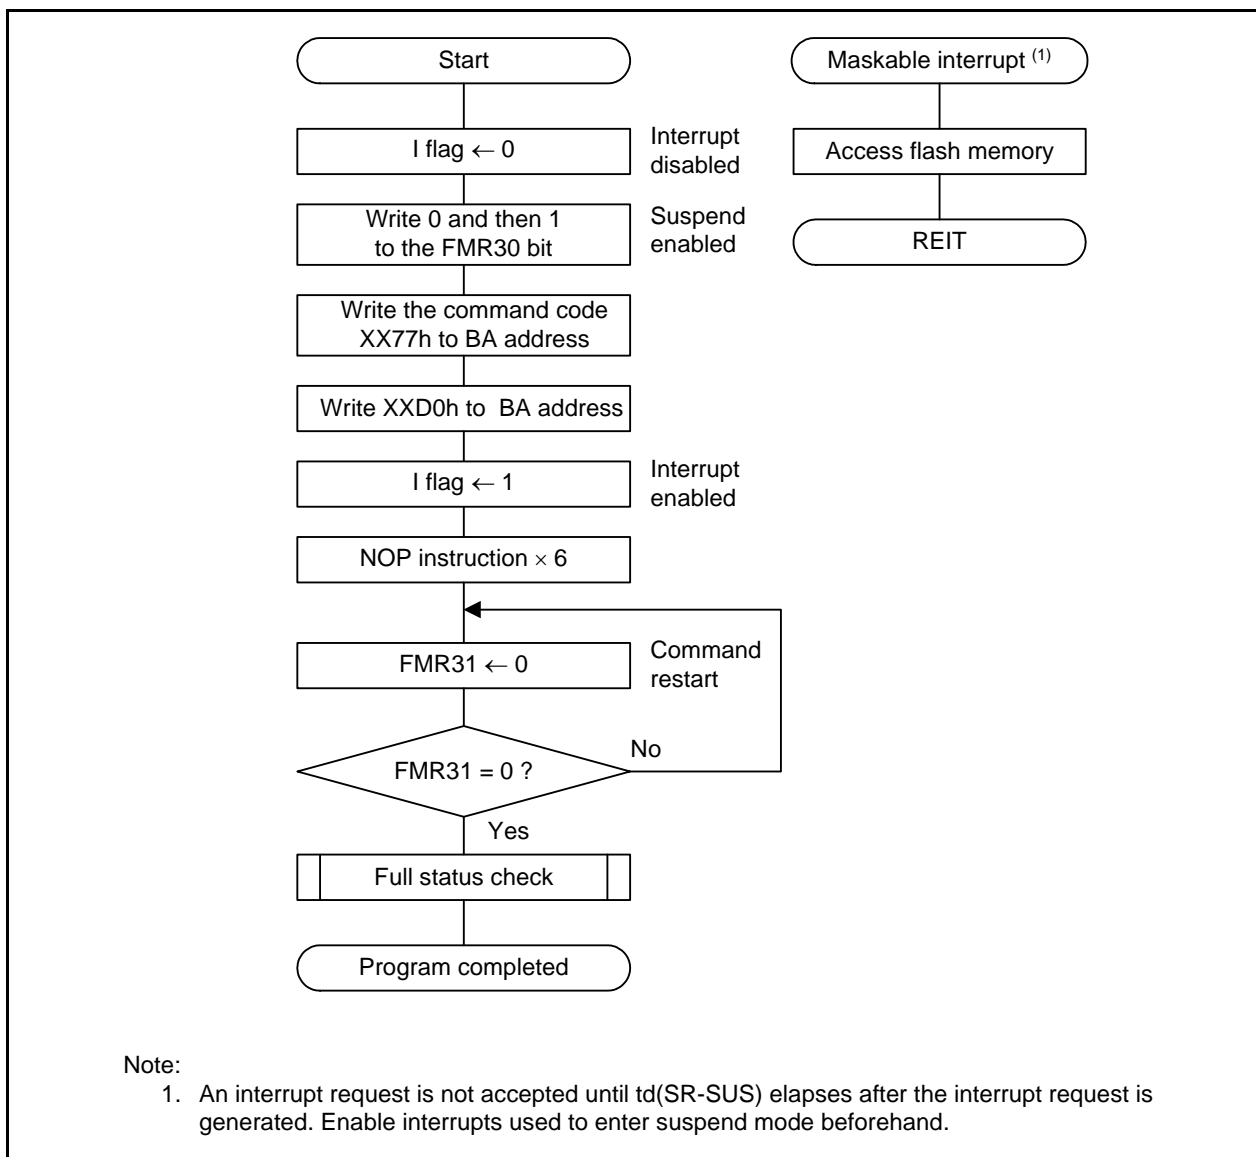 Start
I flag ← 0
Interrupt
disabled
Write 0 and then 1
to the FMR30 bit
Suspend
enabled
Write the command code
XX77h to BA address
Write XXD0h to  BA address
I flag ← 1
Interrupt
enabled
NOP instruction × 6
FMR31 ← 0
Command
restart
FMR31 = 0 ?
No
Yes
Full status check
Program completed
Maskable interrupt (1)
Access flash memory
REIT
Note:
1. An interrupt request is not accepted until td(SR-SUS) elapses after the interrupt request is
generated. Enable interrupts used to enter suspend mode beforehand.